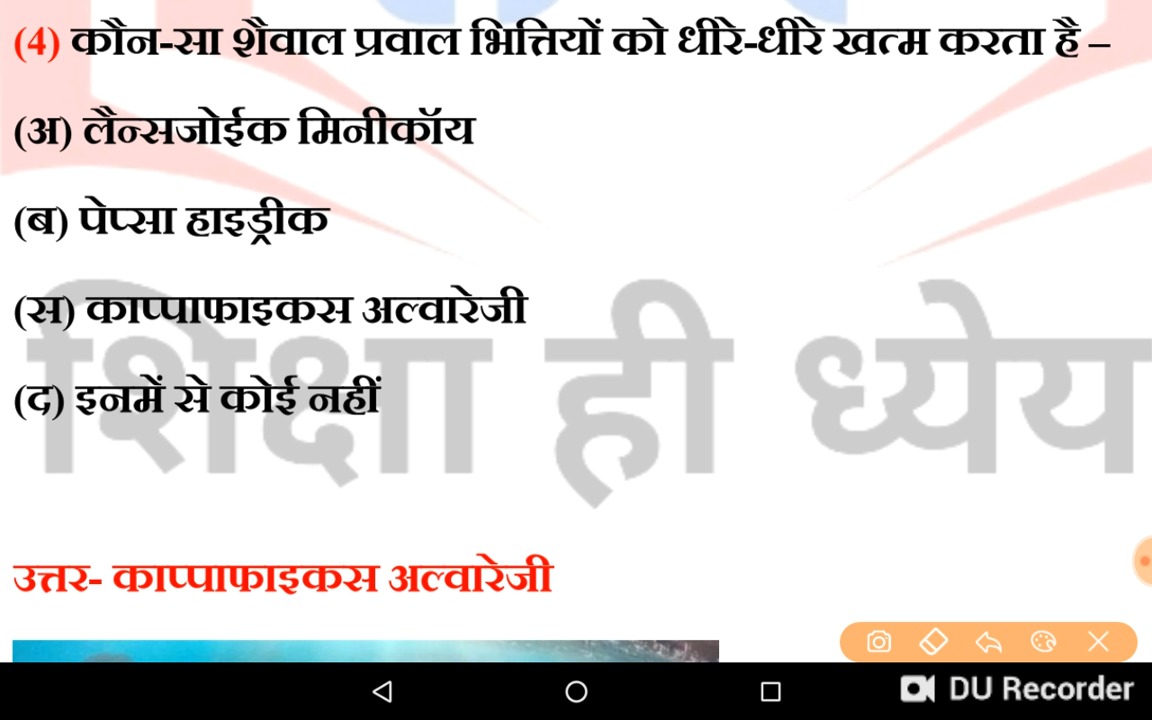 (4) कौन-सा शैवाल प्रवाल भित्तियों को धीरे-धीरे खत्म करता है –
(अ) लैन्सजोईक मिनीकॉय
(ब) पेप्सा हाइड्रीक
(स) काप्पाफाइकस अल्वारेजी
(द) इनमें से कोई नहीं
शिक्षा ही ध्येय
उत्तर- काप्पाफाइकस अल्वारेजी
DU Recorder